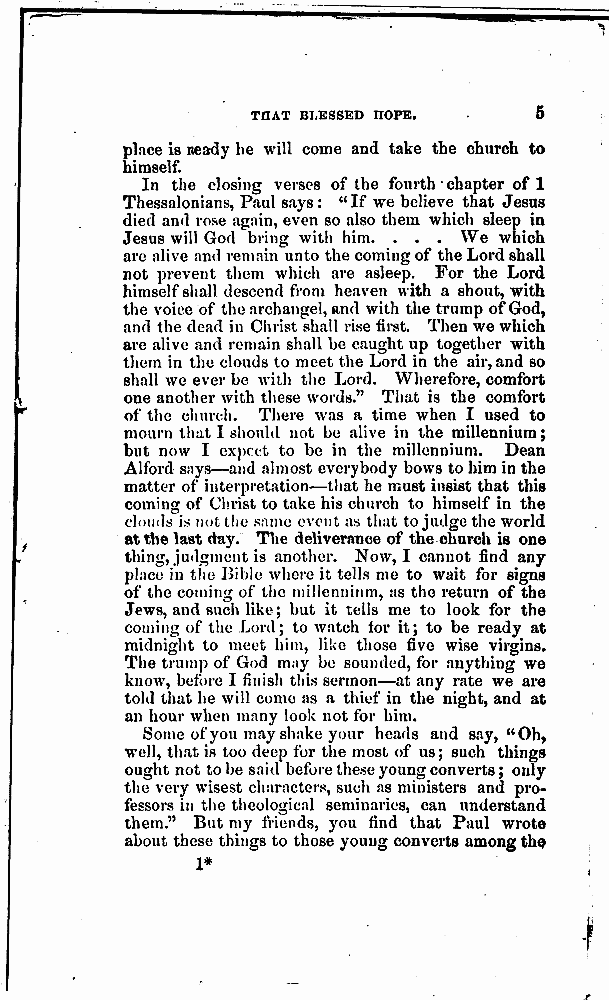 THAT BLESSED HOPE. 5
place is ready he will come and take the church to
himself.
In the closing verses of the fourth chapter of 1
Thessalonians, Paul says: "If we believe that Jesus
died and rose again, even so also them which sleep in
Jesus will God bring with him. . . . We which
are alive and remain unto the coming of the Lord shall
not prevent them which are asleep. For the Lord
himself shall descend from heaven with a shout, with
the voice of the archangel, and with the trump of God,
and the dead in Christ shall rise first. Then we which
are alive and remain shall be caught up together with
them in the clouds to meet the Lord in the air, and so
shall we ever be with the Lord. Wherefore, comfort
one another with these words." That is the comfort
of the church. There was a time when I used to
mourn that I should not be alive in the millennium;
but now I expect to be in the millennium. Dean
Alford says—and almost everybody bows to him in the
matter of interpretation—that he must insist that this
coming of Christ to take his church to himself in the
clouds is not the same event as that to judge the world
at the last day. The deliverance of the church is one
thing, judgment is another. Now, I cannot find any
place in the Bible where it tells me to wait for signs
of the coming of the millennium, as the return of the
Jews, and such like; but it tells me to look for the
coming of the Lord; to watch for it; to be ready at
midnight to meet him, like those five wise virgins.
The trump of God may be sounded, for anything we
know, before I finish this sermon—at any rate we are
told that he will come as a thief in the night, and at
an hour when many look not for him.
Some of you may shake your heads and say, "Oh,
well, that is too deep for the most of us; such things
ought not to be said before these young converts; only
the very wisest characters, such as ministers and pro-
fessors in the theological seminaries, can understand
them." But my friends, you find that Paul wrote
about these things to those young converts among the
1*